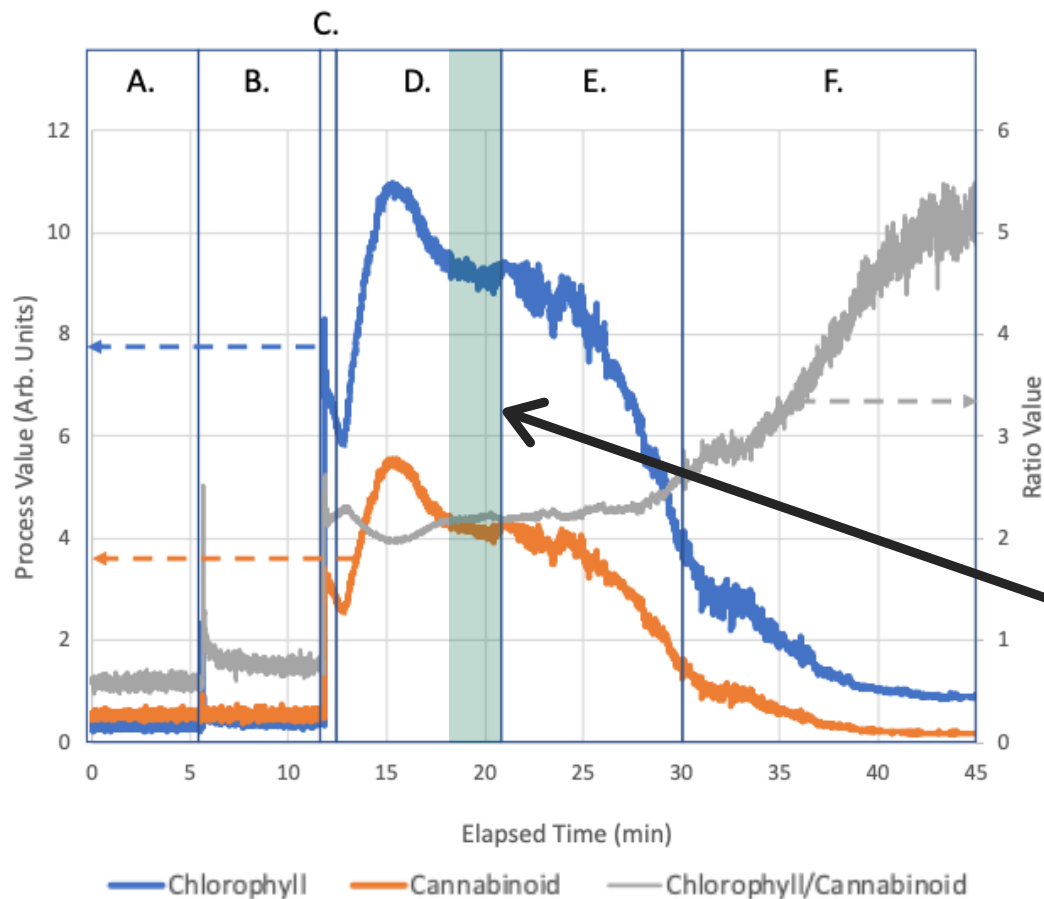 C.
A. B. D. E. F.
12 6
10 5
8 4
6 3
4 2
2 1
0 0
Process Value (Arb. Units)
Ratio Value
0 5 10 15 20 25 30 35 40 45
Elapsed Time (min)
Chlorophyll Cannabinoid Chlorophyll/Cannabinoid